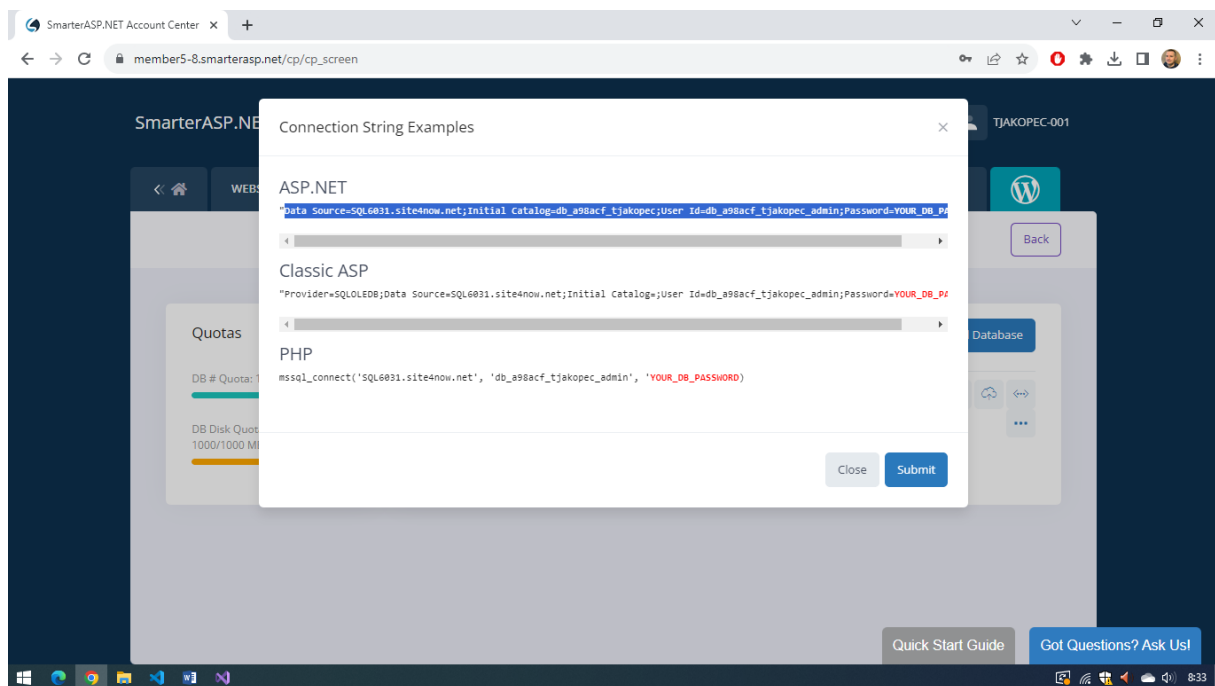 SmarterASP.NET Account Center
member5-8.smarterasp.net/cp/cp_screen
SmarterASP.NE
TJAKOPEC-001
WEBS
Back
Connection String Examples
ASP.NET
"Data Source=SQL6031.site4now.net;Initial Catalog=db_a98acf_tjakopec;User Id=db_a98acf_tjakopec_admin;Password=YOUR_DB_PA
Classic ASP
"Provider=SQLOLEDB;Data Source=SQL6031.site4now.net;Initial Catalog=;User Id=db_a98acf_tjakopec_admin;Password=YOUR_DB_PA
PHP
mssql_connect('SQL6031.site4now.net', 'db_a98acf_tjakopec_admin', 'YOUR_DB_PASSWORD)
Close
Submit
Quotas
Database
DB # Quota: 1
DB Disk Quot
1000/1000 M
Quick Start Guide
Got Questions? Ask Us!
8:33